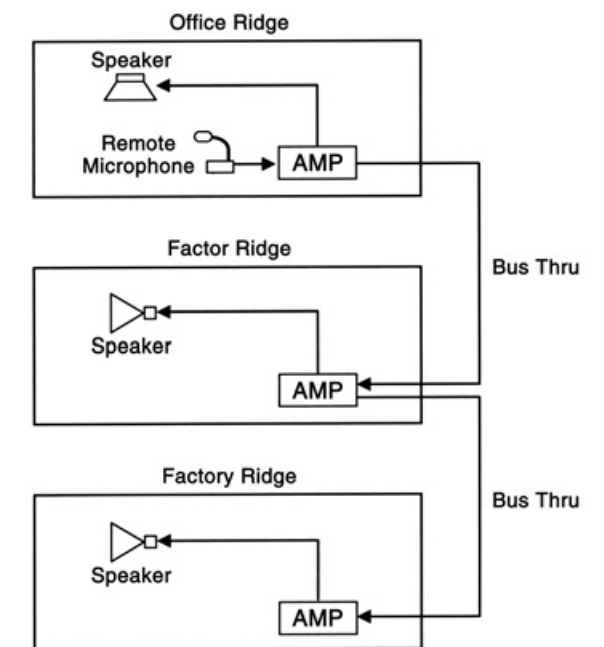 Office Ridge
Speaker
Remote
Microphone
AMP
Bus Thru
Factor Ridge
Speaker
AMP
Factory Ridge
Bus Thru
Speaker
AMP